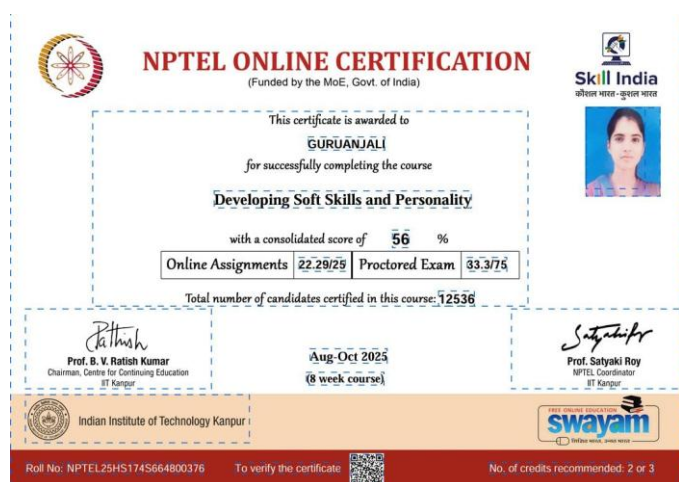 NPTEL ONLINE CERTIFICATION
(Funded by the MoE, Govt. of India)
Skill India
कौशल भारत - कुशल भारत
This certificate is awarded to
GURUANJALI
for successfully completing the course
Developing Soft Skills and Personality
with a consolidated score of 56 %
Online Assignments 22.29/25 Proctored Exam 33.3/75
Total number of candidates certified in this course: 12536
Prof. B. V. Ratish Kumar
Chairman, Centre for Continuing Education
IIT Kanpur
Aug-Oct 2025
(8 week course)
Prof. Satyaki Roy
NPTEL Coordinator
IIT Kanpur
Indian Institute of Technology Kanpur
FREE ONLINE EDUCATION
swayam
शिक्षित भारत, उन्नत भारत
Roll No: NPTEL25HS174S664800376 To verify the certificate No. of credits recommended: 2 or 3